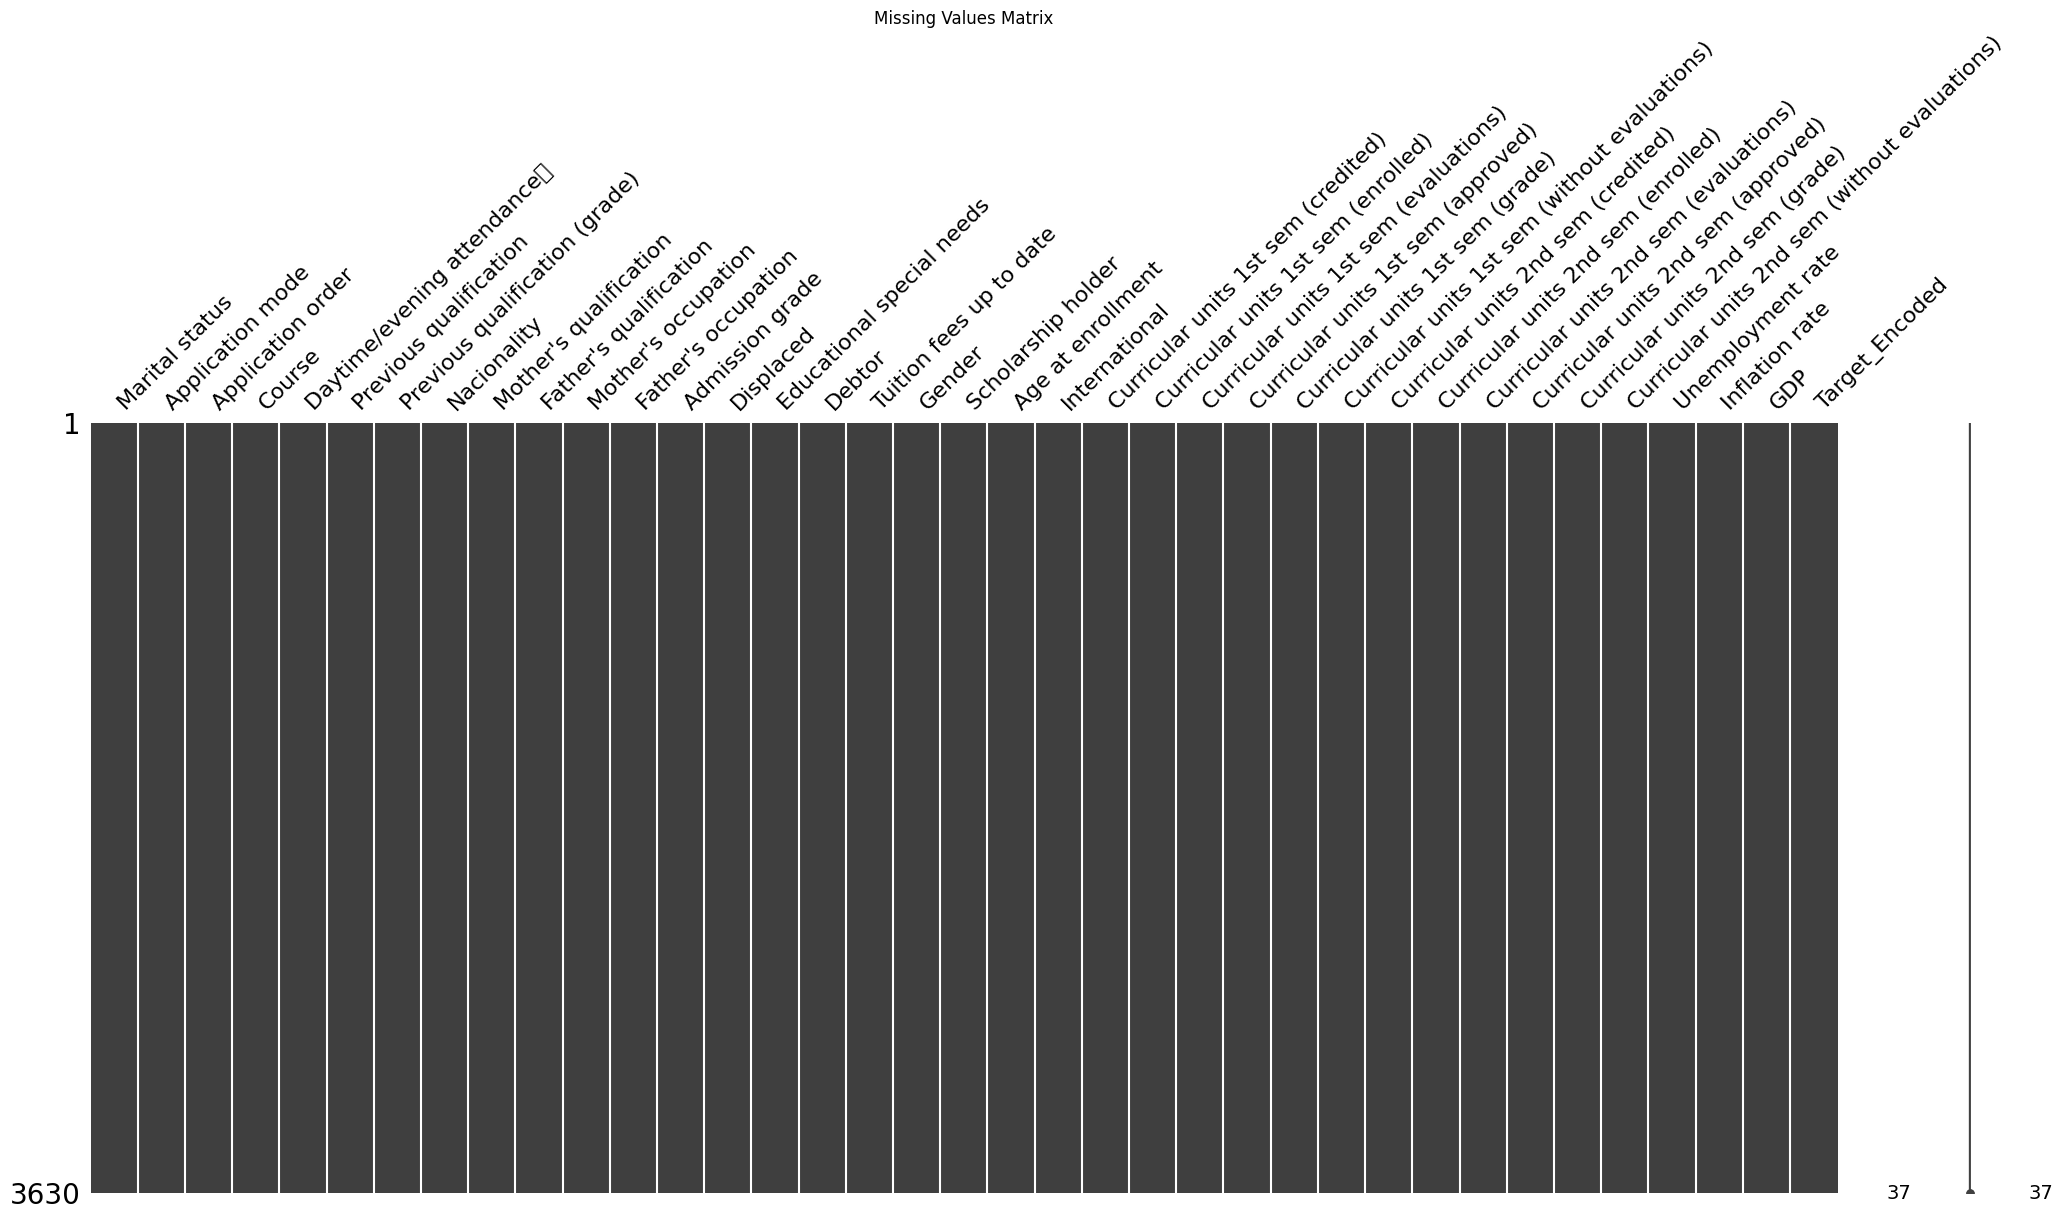 Missing Values Matrix
Marital status
Application mode
Application order
Course
Daytime/evening attendance
Previous qualification
Previous qualification (grade)
Nacionality
Mother's qualification
Father's qualification
Mother's occupation
Father's occupation
Admission grade
Displaced
Educational special needs
Debtor
Tuition fees up to date
Gender
Scholarship holder
Age at enrollment
International
Curricular units 1st sem (credited)
Curricular units 1st sem (enrolled)
Curricular units 1st sem (evaluations)
Curricular units 1st sem (approved)
Curricular units 1st sem (grade)
Curricular units 1st sem (without evaluations)
Curricular units 2nd sem (credited)
Curricular units 2nd sem (enrolled)
Curricular units 2nd sem (evaluations)
Curricular units 2nd sem (approved)
Curricular units 2nd sem (grade)
Curricular units 2nd sem (without evaluations)
Unemployment rate
Inflation rate
GDP
Target_Encoded
1
3630
37
37